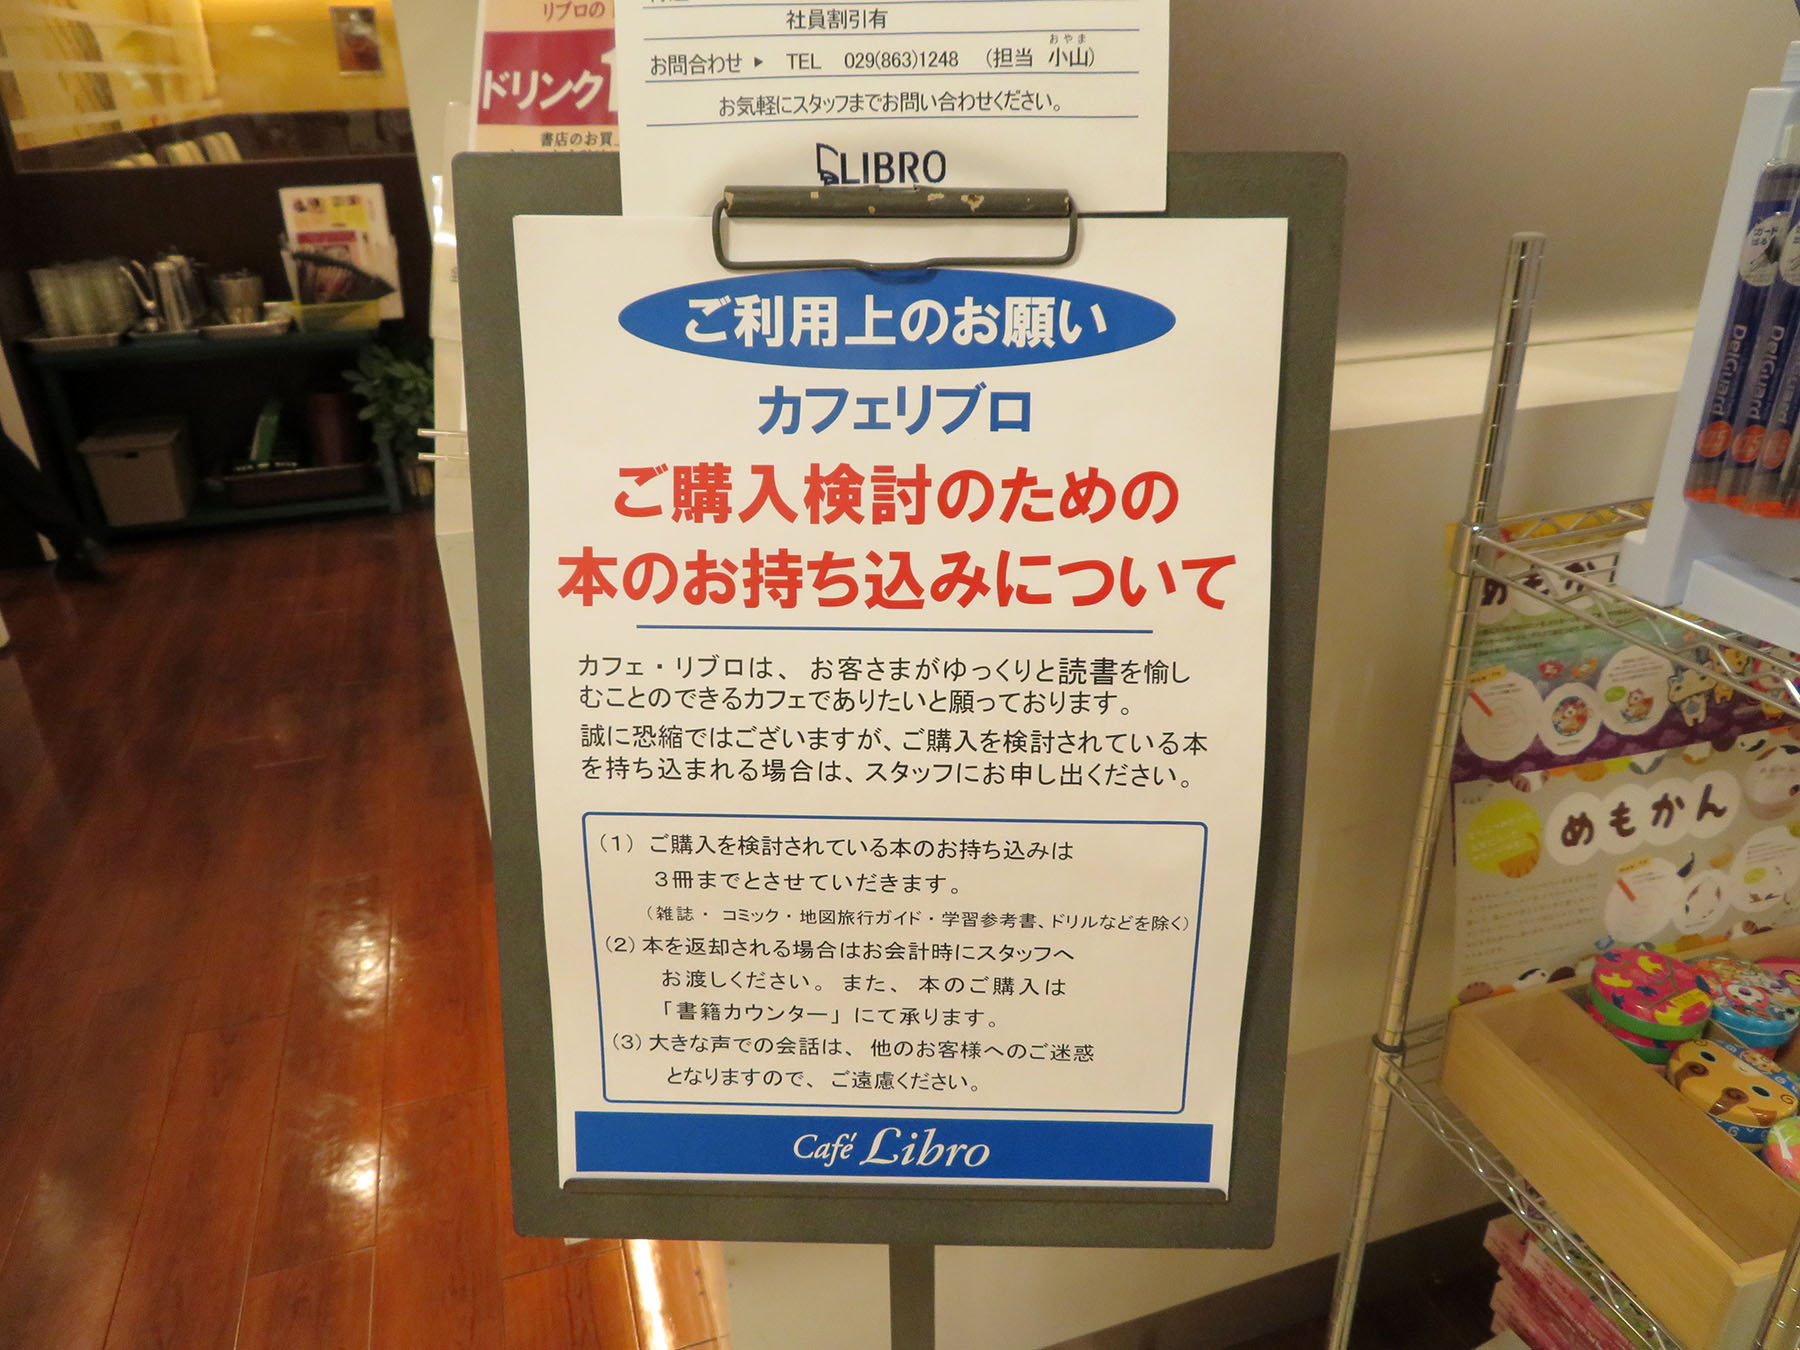 リブロの
ドリンク
書店のお買
社員割引有
お問合わせ ▶ TEL 029(863)1248 (担当 小山)
おやま
お気軽にスタッフまでお問い合わせください。
LIBRO
ご利用上のお願い
カフェリブロ
ご購入検討のための
本のお持ち込みについて
カフェ・リブロは、お客さまがゆっくりと読書を愉し
むことのできるカフェでありたいと願っております。
誠に恐縮ではございますが、ご購入を検討されている本
を持ち込まれる場合は、スタッフにお申し出ください。
(1) ご購入を検討されている本のお持ち込みは
3冊までとさせていだきます。
(雑誌・コミック・地図旅行ガイド・学習参考書、ドリルなどを除く)
(2) 本を返却される場合はお会計時にスタッフへ
お渡しください。また、本のご購入は
「書籍カウンター」にて承ります。
(3) 大きな声での会話は、他のお客様へのご迷惑
となりますので、ご遠慮ください。
Café Libro
DelGuard
DelGuard
めもかん